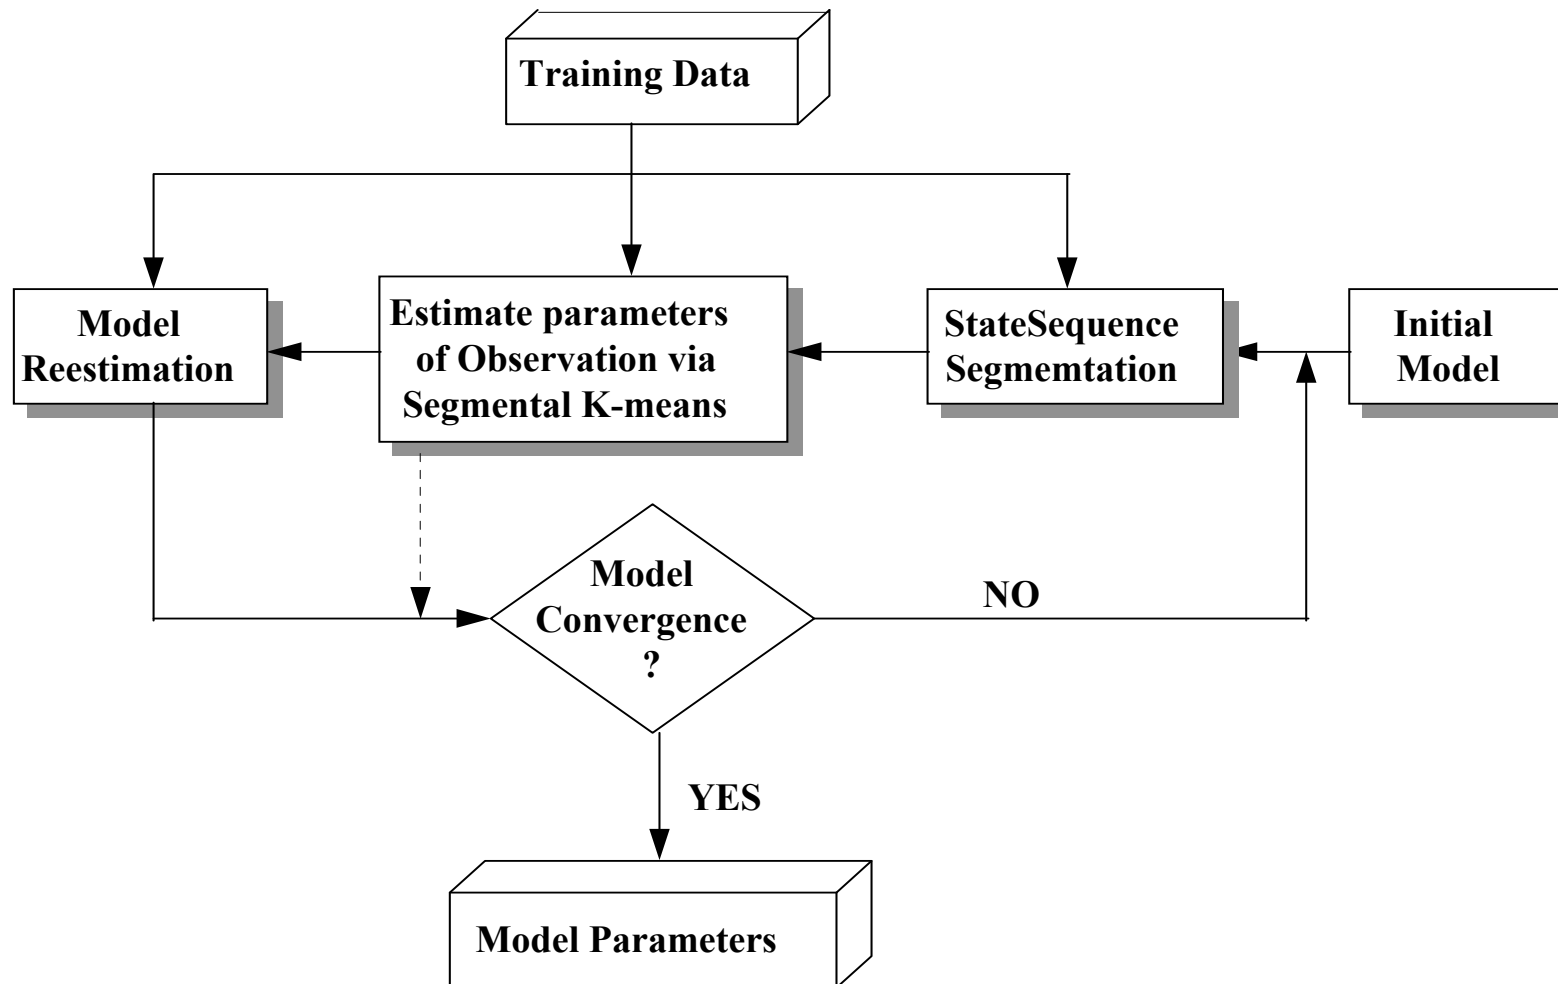 Training Data
Model
Reestimation
Estimate parameters
of Observation via
Segmental K-means
StateSequence
Segmemtation
Initial
Model
Model
Convergence
?
NO
YES
Model Parameters